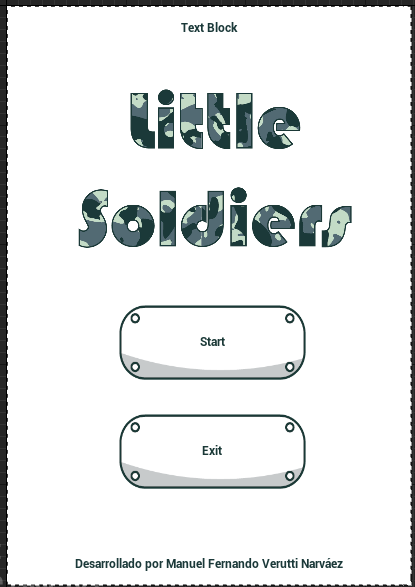 Text Block
Little
Soldiers
Start
Exit
Desarrollado por Manuel Fernando Verutti Narváez